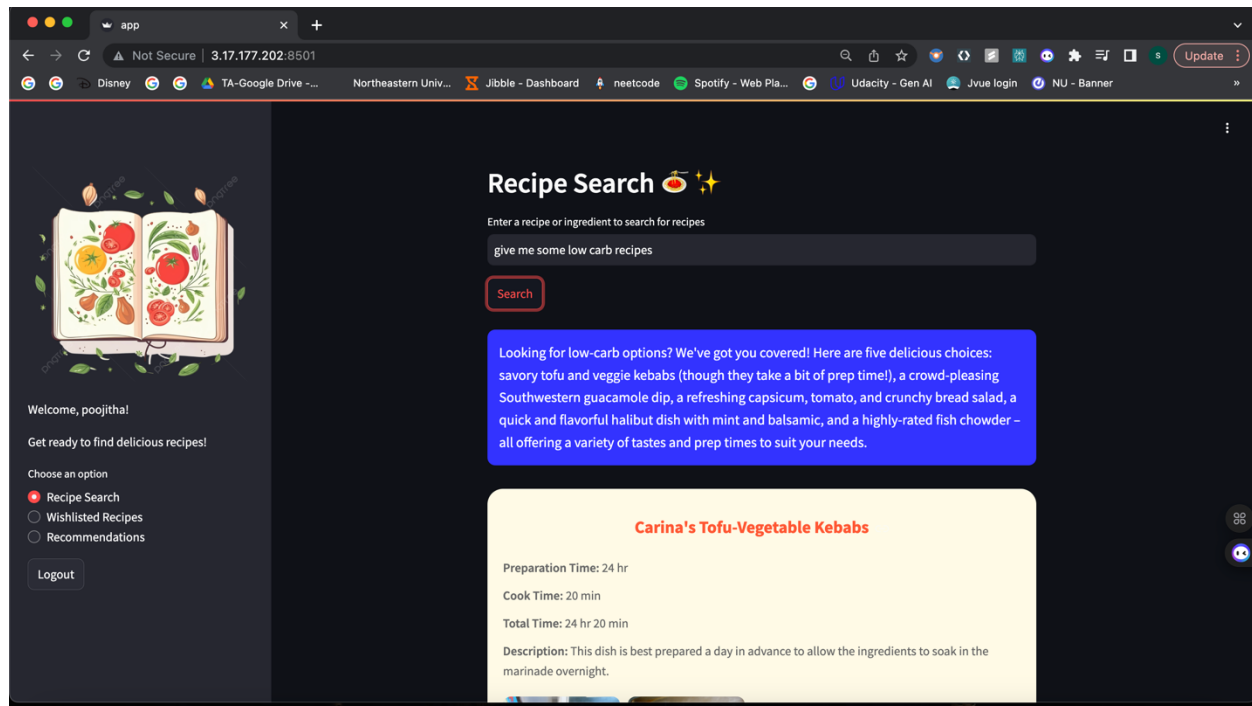 app
Not Secure | 3.17.177.202:8501
S
Update
Disney
TA-Google Drive -...
Northeastern Univ...
Jibble - Dashboard
neetcode
Spotify - Web Pla...
Udacity - Gen AI
Jvue login
NU - Banner
»
pngtree
pngtree
pngtree
Welcome, poojitha!
Get ready to find delicious recipes!
Choose an option
Recipe Search
Wishlisted Recipes
Recommendations
Logout
Recipe Search
Enter a recipe or ingredient to search for recipes
give me some low carb recipes
Search
Looking for low-carb options? We've got you covered! Here are five delicious choices:
savory tofu and veggie kebabs (though they take a bit of prep time!), a crowd-pleasing
Southwestern guacamole dip, a refreshing capsicum, tomato, and crunchy bread salad, a
quick and flavorful halibut dish with mint and balsamic, and a highly-rated fish chowder –
all offering a variety of tastes and prep times to suit your needs.
Carina's Tofu-Vegetable Kebabs
Preparation Time: 24 hr
Cook Time: 20 min
Total Time: 24 hr 20 min
Description: This dish is best prepared a day in advance to allow the ingredients to soak in the
marinade overnight.